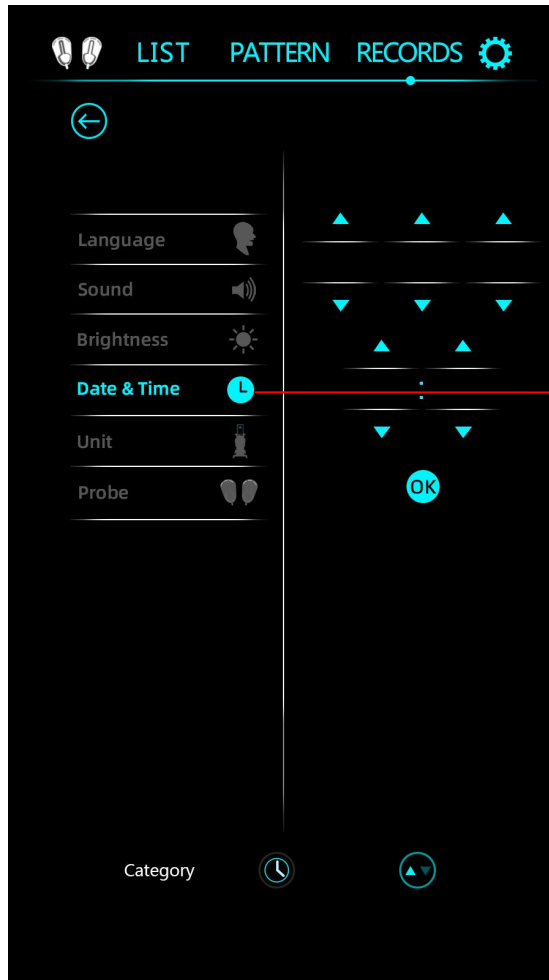 LIST PATTERN RECORDS
Language
Sound
Brightness
Date & Time
:
Unit
Probe
OK
Category